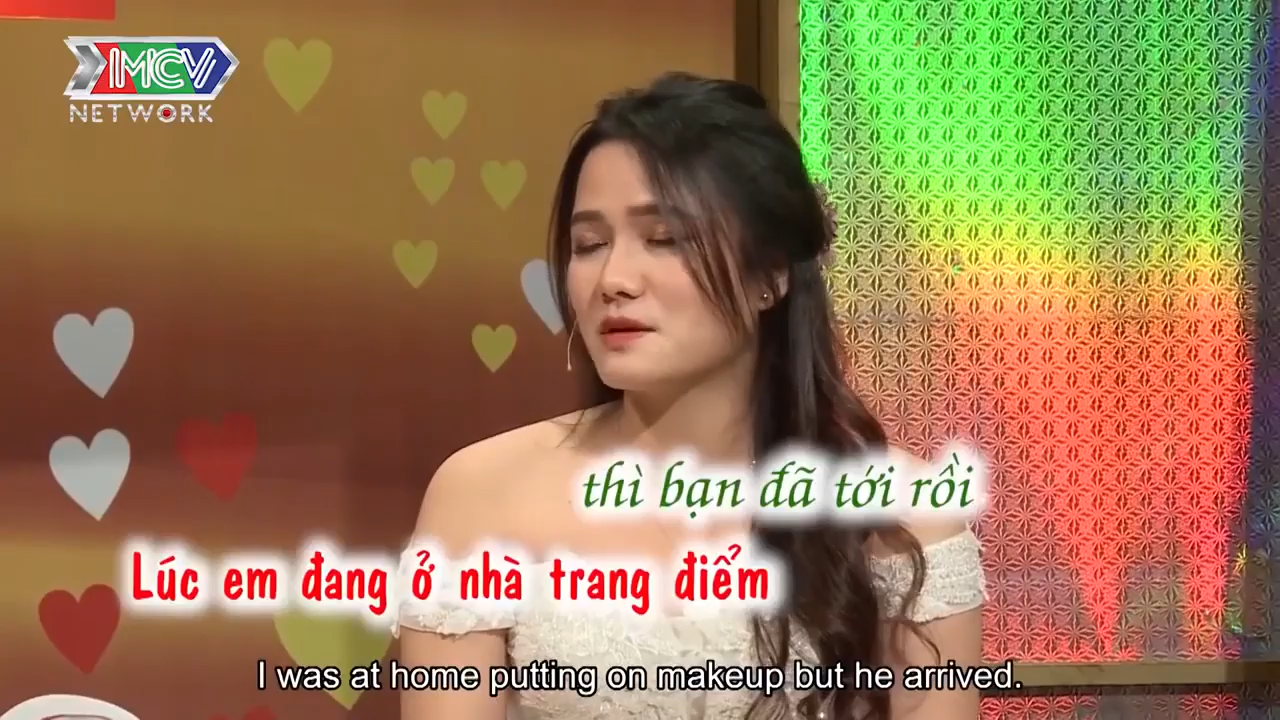 MCV
NETWORK
thì bạn đã tới rồi
Lúc em đang ở nhà trang điểm
I was at home putting on makeup but he arrived.